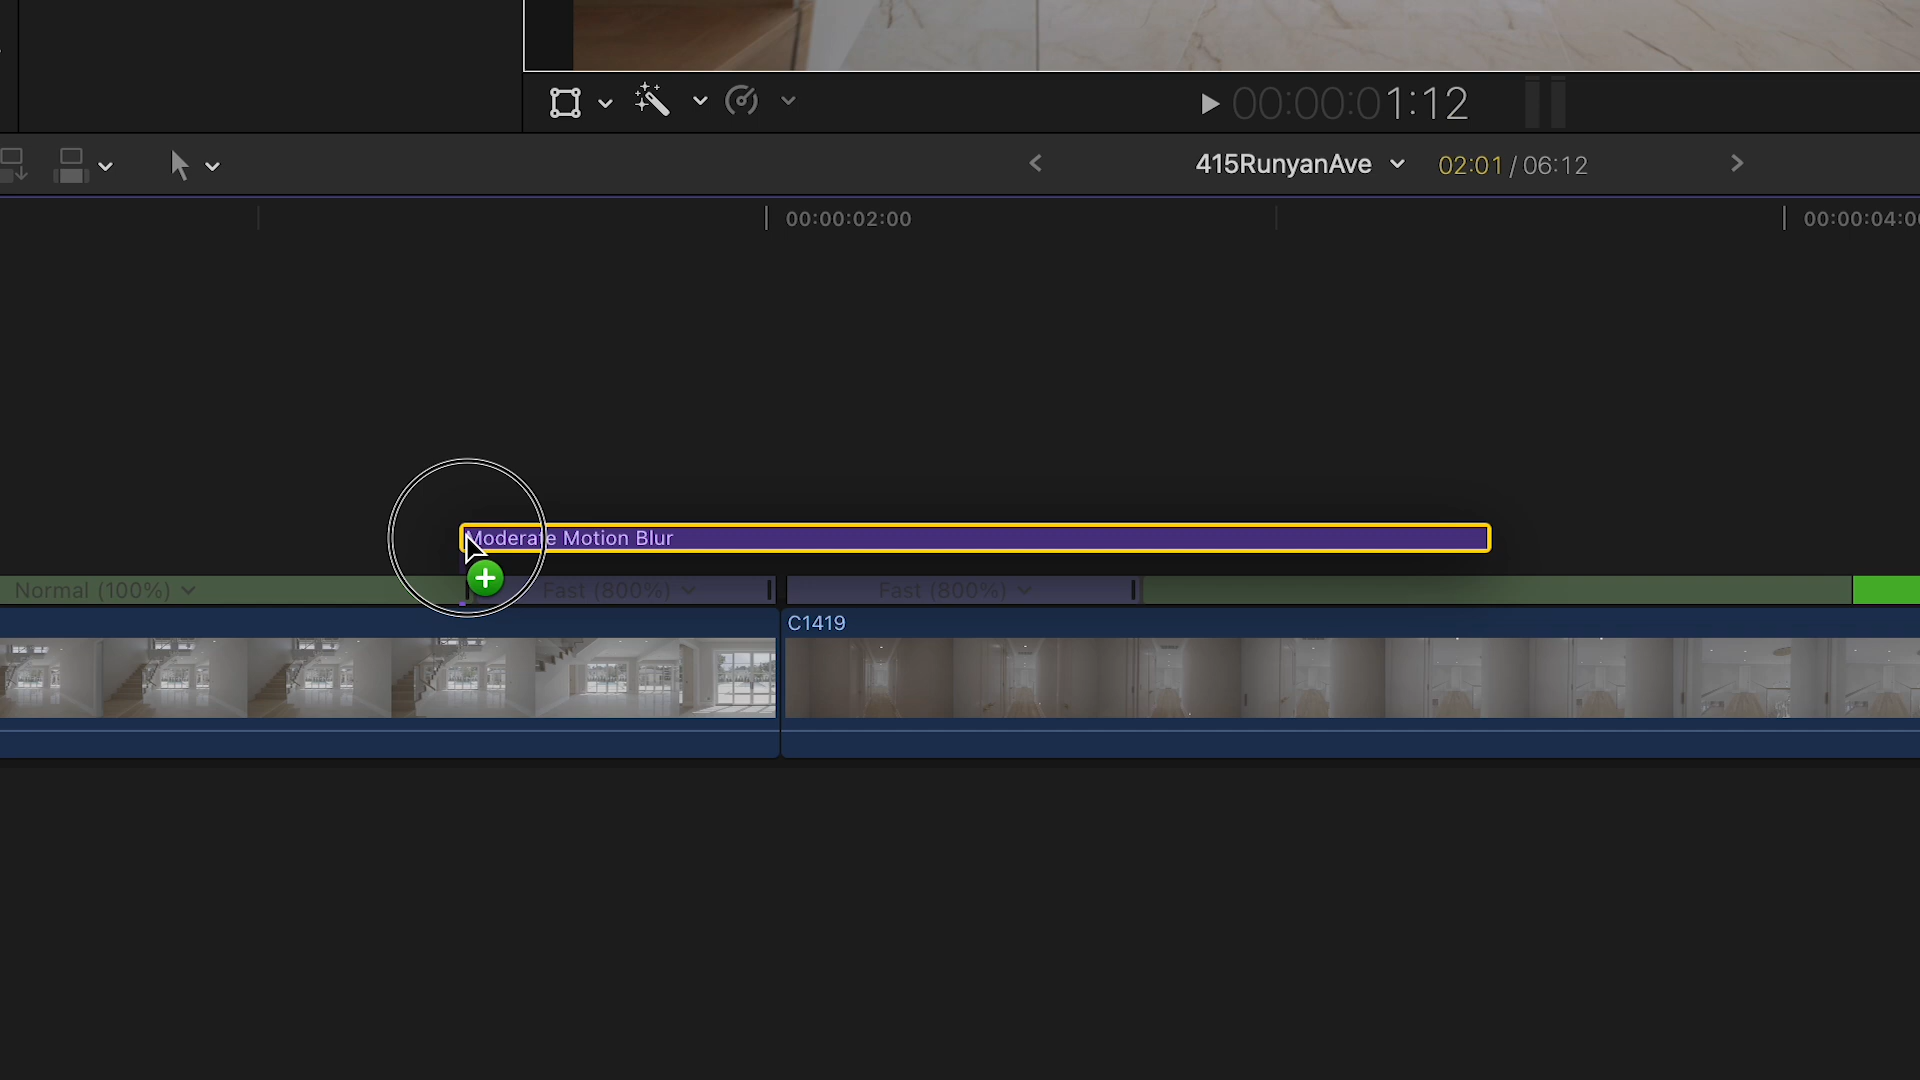 00:00:01:12
415RunyanAve
02:01 / 06:12
00:00:02:00
00:00:04:00
Moderate Motion Blur
Normal (100%)
Fast (800%)
Fast (800%)
C1419